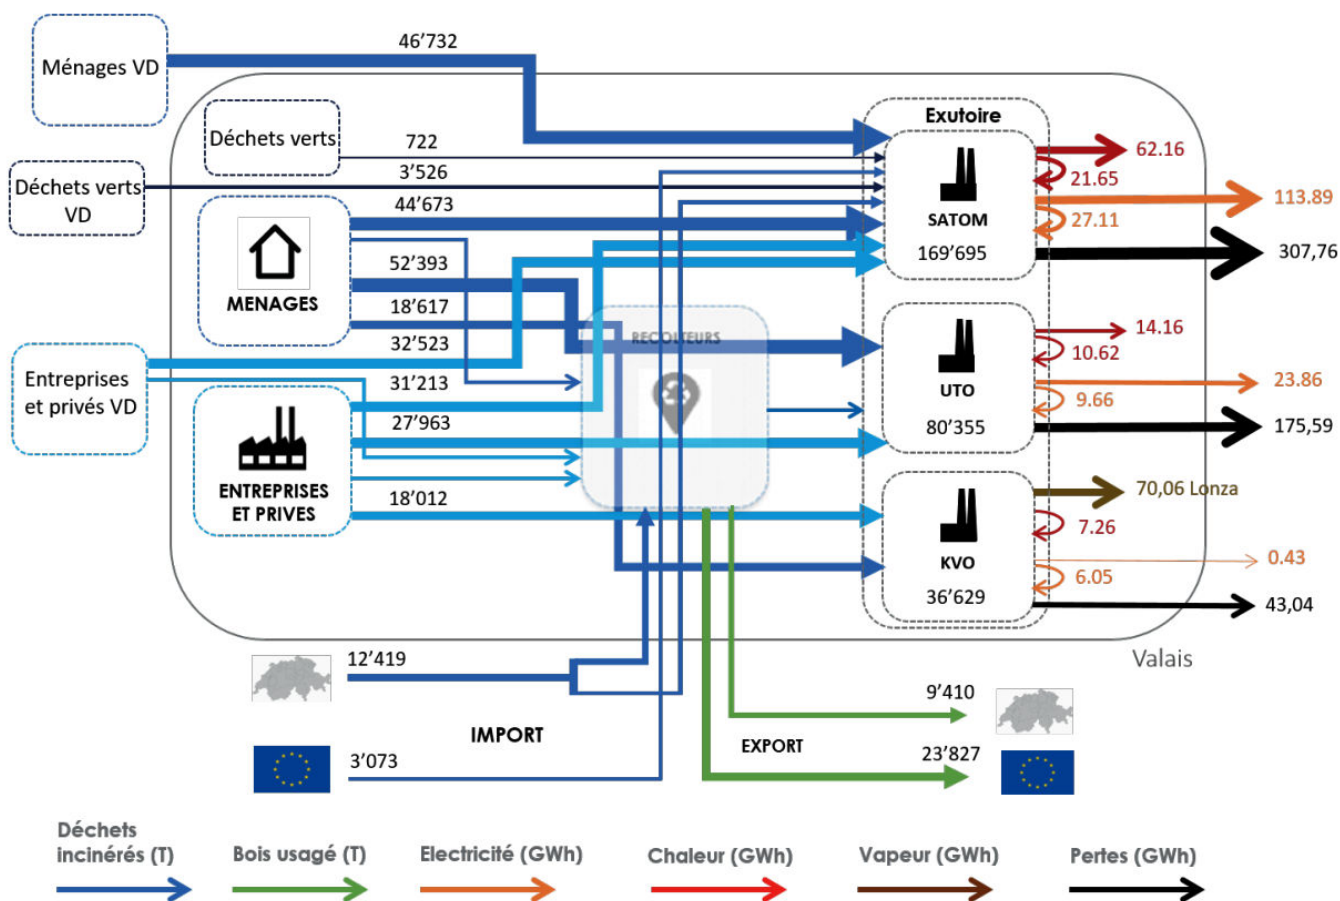 Ménages VD
46’732
Déchets verts
722
3’526
Déchets verts
VD
44’673
MENAGES
52’393
18’617
32’523
Entreprises
et privés VD
31’213
27’963
ENTREPRISES
ET PRIVES
18’012
RECOLTEURS
Exutoire
SATOM
169’695
62.16
21.65
113.89
27.11
307,76
UTO
80’355
14.16
10.62
23.86
9.66
175,59
KVO
36’629
70,06 Lonza
7.26
0.43
6.05
43,04
Valais
12’419
IMPORT
3’073
9’410
EXPORT
23’827
Déchets
incinérés (T)
Bois usagé (T)
Electricité (GWh)
Chaleur (GWh)
Vapeur (GWh)
Pertes (GWh)